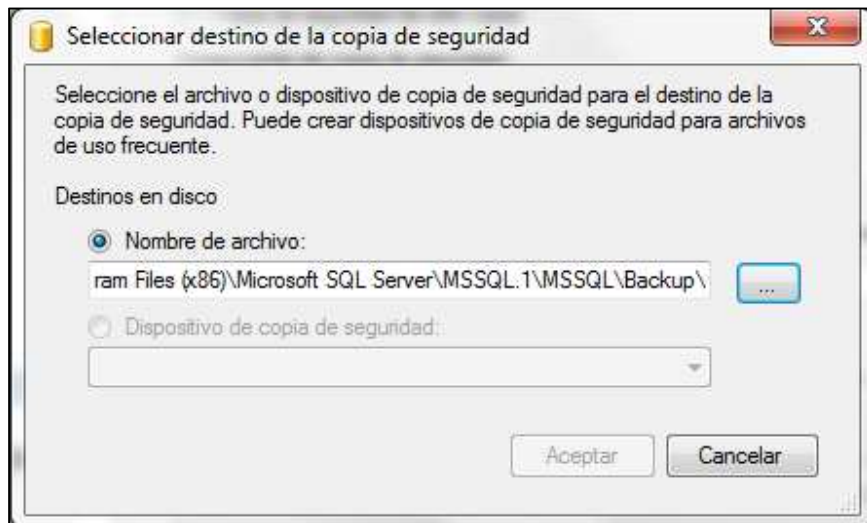 Seleccionar destino de la copia de seguridad
Seleccione el archivo o dispositivo de copia de seguridad para el destino de la
copia de seguridad. Puede crear dispositivos de copia de seguridad para archivos
de uso frecuente.
Destinos en disco
Nombre de archivo:
ram Files (x86)\Microsoft SQL Server\MSSQL.1\MSSQL\Backup\
...
Dispositivo de copia de seguridad:
Aceptar Cancelar